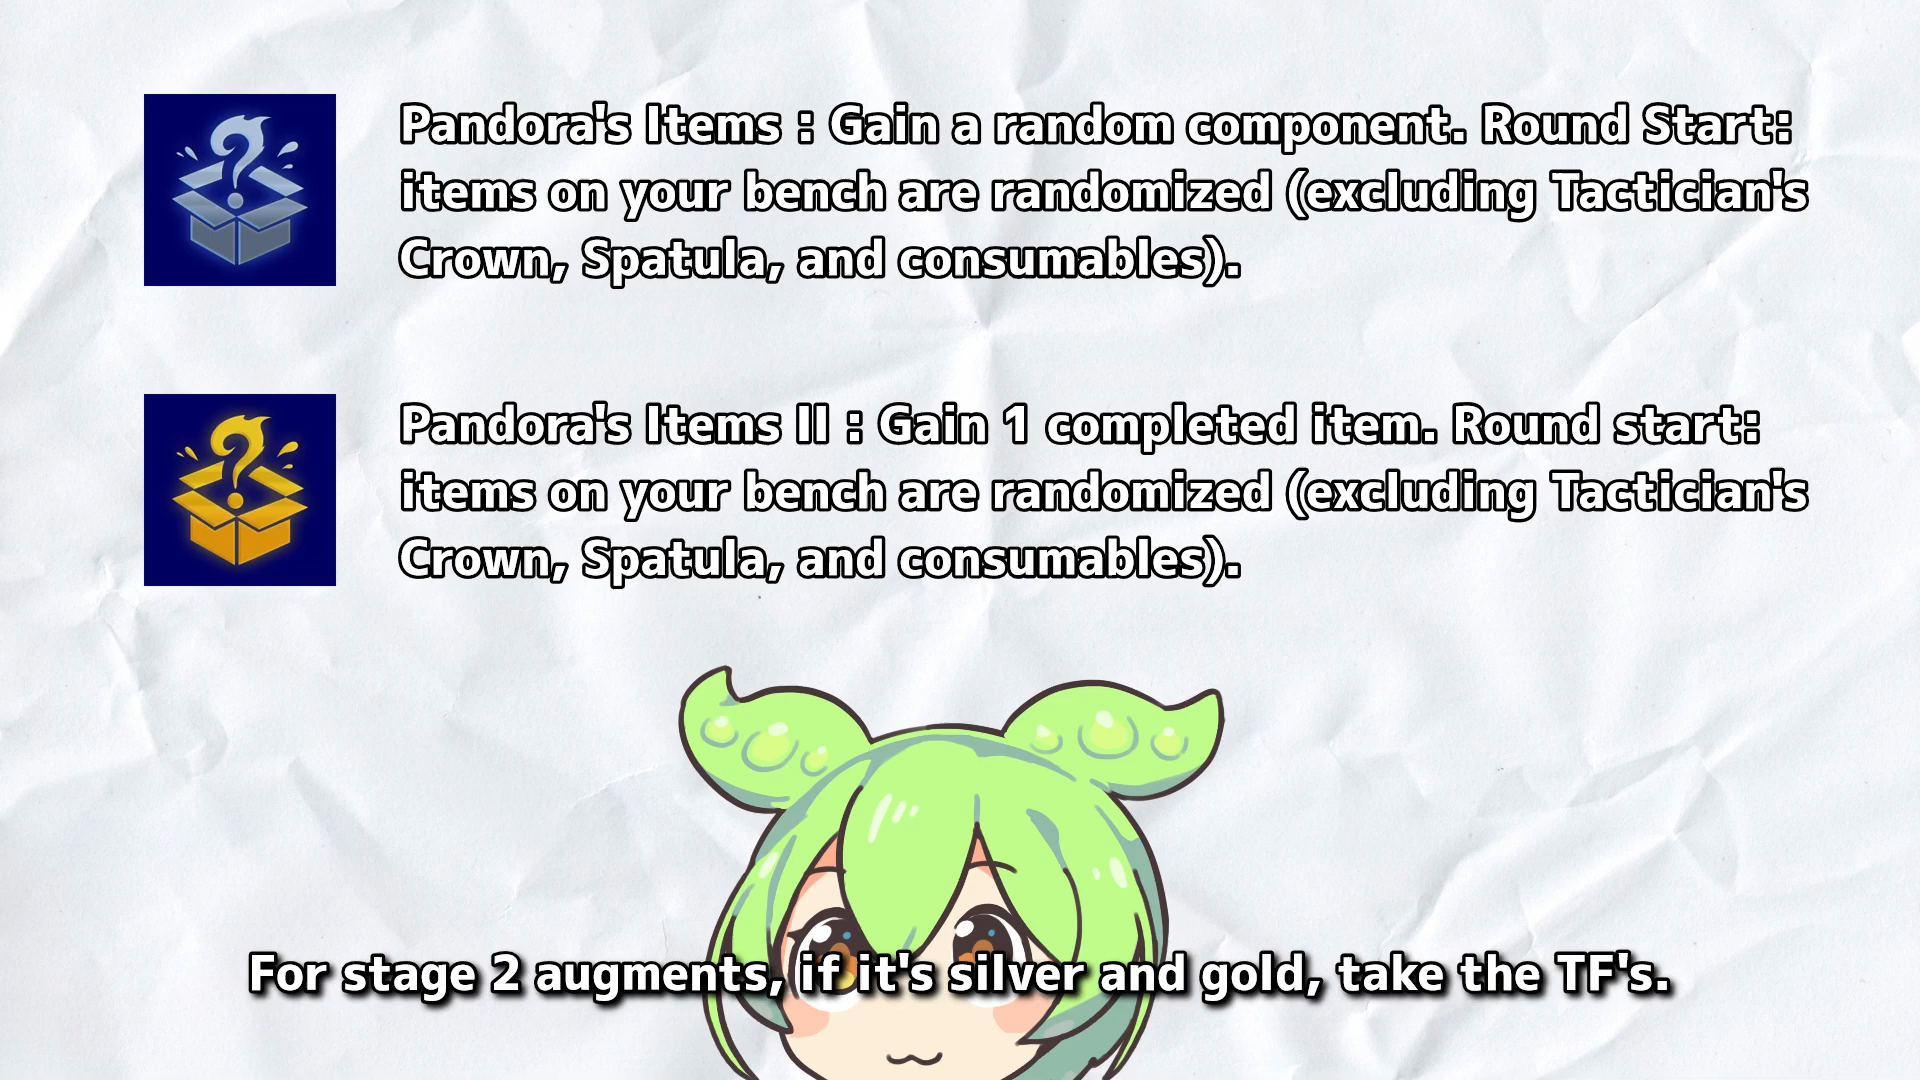 Pandora's Items : Gain a random component. Round Start:
items on your bench are randomized (excluding Tactician's
Crown, Spatula, and consumables).
Pandora's Items II : Gain 1 completed item. Round start:
items on your bench are randomized (excluding Tactician's
Crown, Spatula, and consumables).
For stage 2 augments, if it's silver and gold, take the TF's.